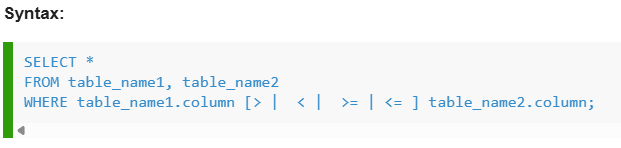 Syntax:
SELECT *
FROM table_name1, table_name2
WHERE table_name1.column [> |  < |  >= | <= ] table_name2.column;